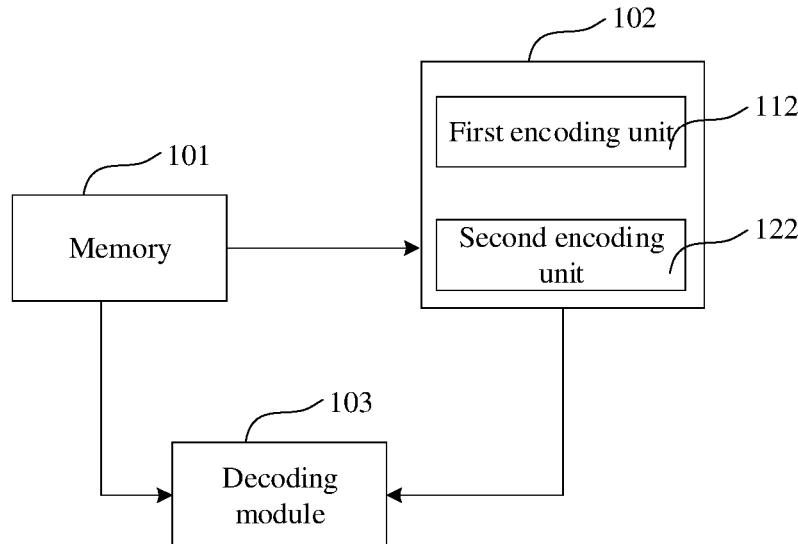 102
First encoding unit
112
101
Memory
Second encoding
unit
122
103
Decoding
module